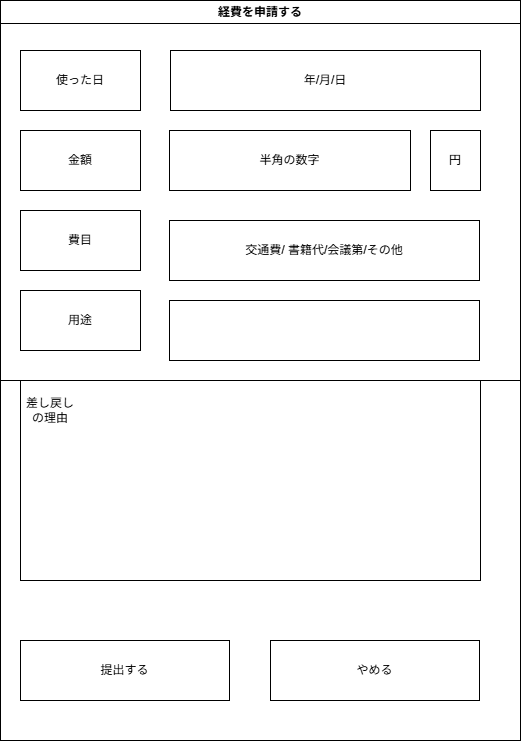 経費を申請する
使った日
年/月/日
金額
半角の数字
円
費目
交通費/ 書籍代/会議第/その他
用途
差し戻し
の理由
提出する
やめる